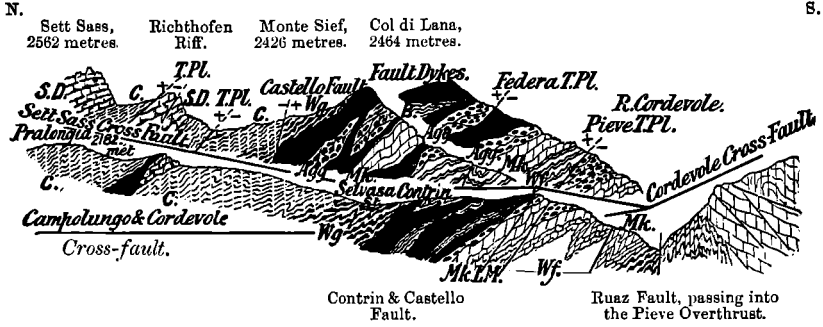 N.
S.
Sett Sass,
2562 metres.
Richthofen
Riff.
Monte Sief,
2426 metres.
Col di Lana,
2464 metres.
S.D.
C.
T.Pl.
S.D. T.Pl.
C.
Castello Fault
Wg.
Fault Dykes.
Federa T.Pl.
R.Cordevole.
Pieve T.Pl.
Cordevole Cross-Fault.
Sett Sass Cross Fault.
Pralongia 2183
met
Agg.
Agg.
Agg
Mk.
Mk.
Selvasa Contrin
St.
C.
C.
Campolungo & Cordevole
Cross-fault.
Wg
Mk.
Mk T.M.
Wf.
Contrin & Castello
Fault.
Ruaz Fault, passing into
the Pieve Overthrust.